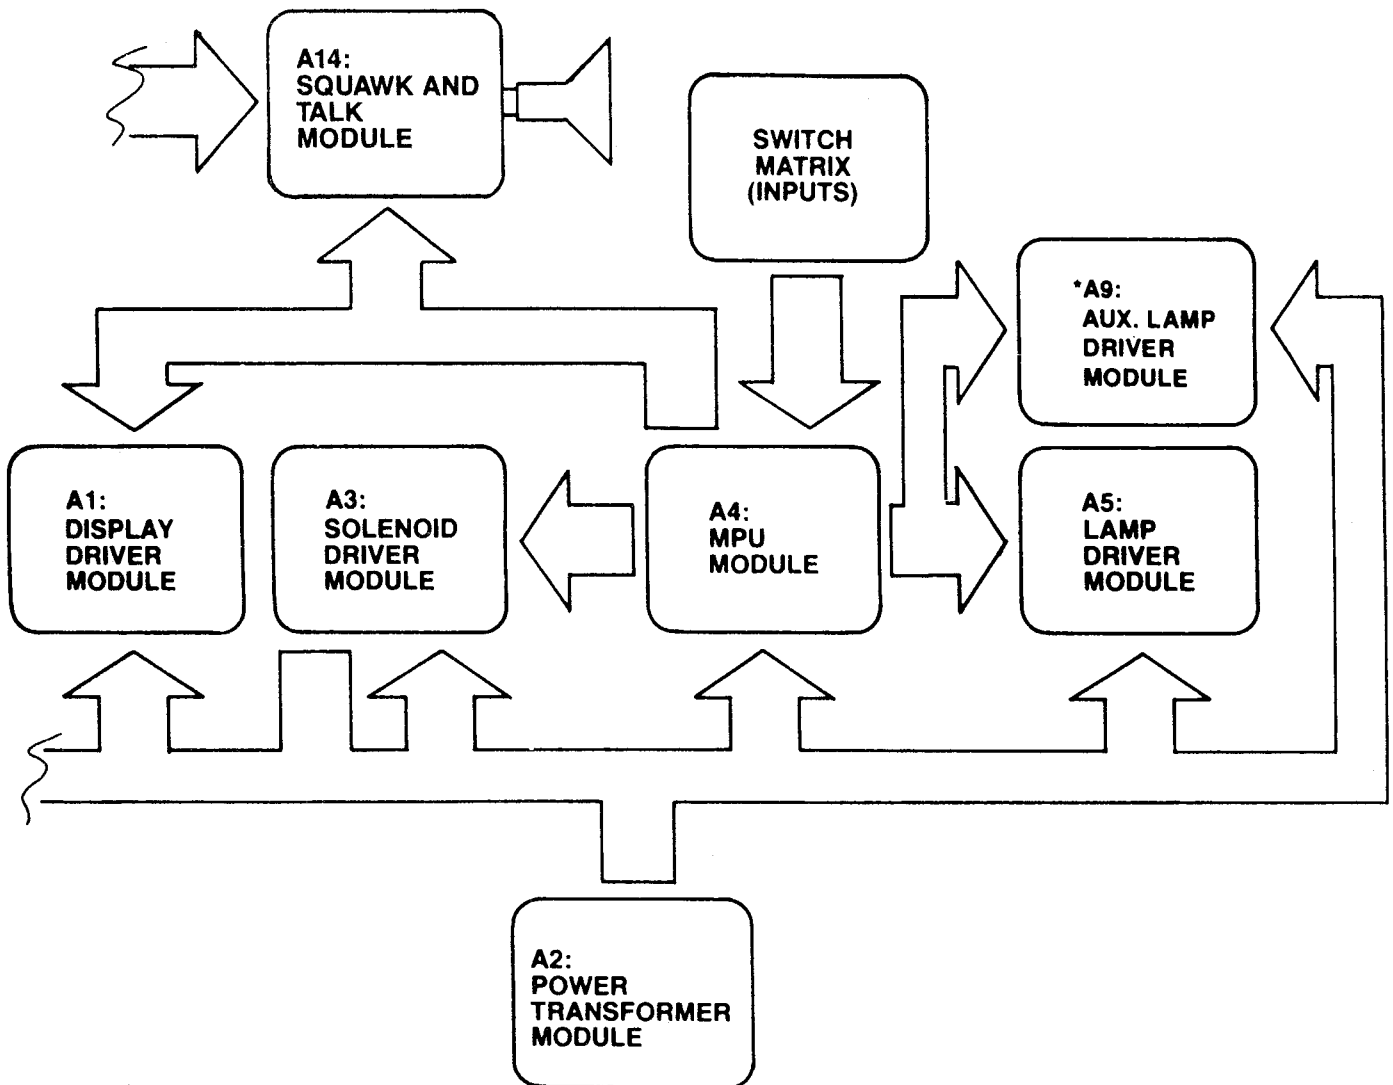 A14:
SQUAWK AND
TALK
MODULE
SWITCH
MATRIX
(INPUTS)
*A9:
AUX. LAMP
DRIVER
MODULE
A1:
DISPLAY
DRIVER
MODULE
A3:
SOLENOID
DRIVER
MODULE
A4:
MPU
MODULE
A5:
LAMP
DRIVER
MODULE
A2:
POWER
TRANSFORMER
MODULE